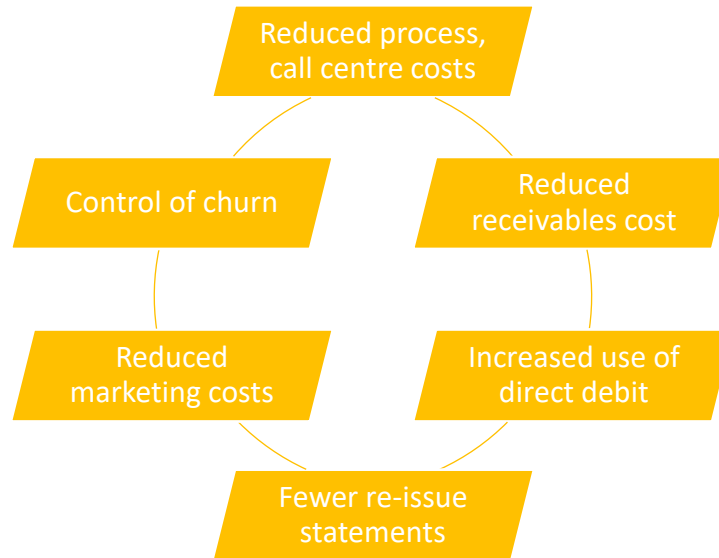 Reduced process,
call centre costs
Reduced
receivables cost
Increased use of
direct debit
Fewer re-issue
statements
Reduced
marketing costs
Control of churn